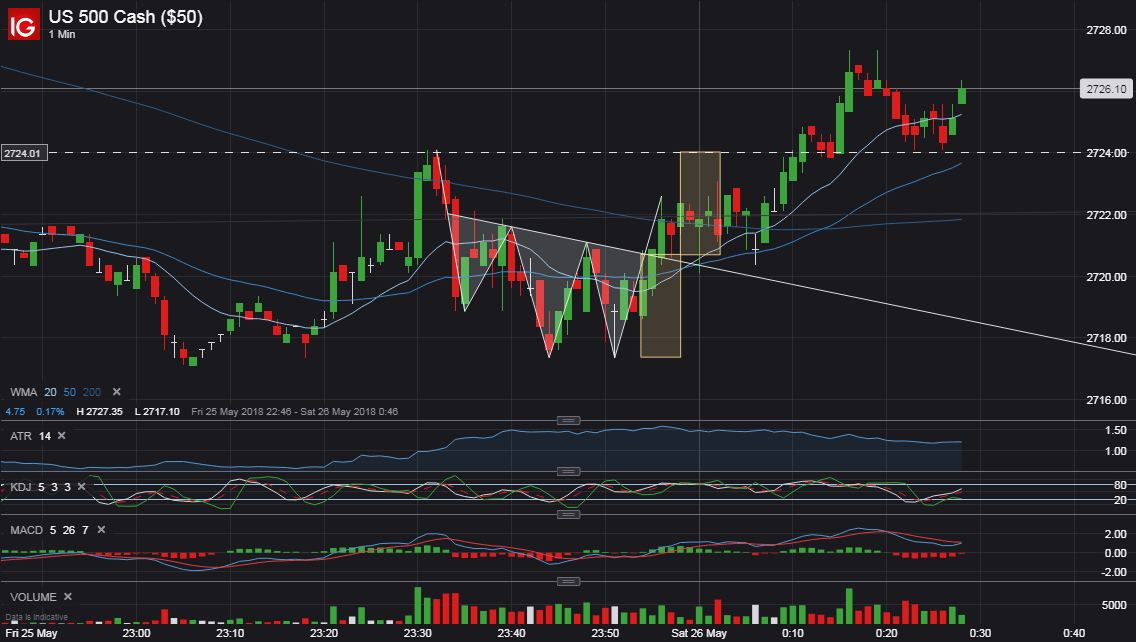 IG US 500 Cash ($50)
1 Min
2728.00
2726.10
2724.01
2724.00
2722.00
2720.00
2718.00
2716.00
WMA 20 50 200 ✕
4.75 0.17% H 2727.35 L 2717.10 Fri 25 May 2018 22:46 - Sat 26 May 2018 0:46
ATR 14 ✕
1.50
1.00
KDJ 5 3 3 ✕
80
20
MACD 5 26 7 ✕
2.00
0.00
-2.00
VOLUME ✕
5000
Data is indicative
Fri 25 May 23:00 23:10 23:20 23:30 23:40 23:50 Sat 26 May 0:10 0:20 0:30 0:40